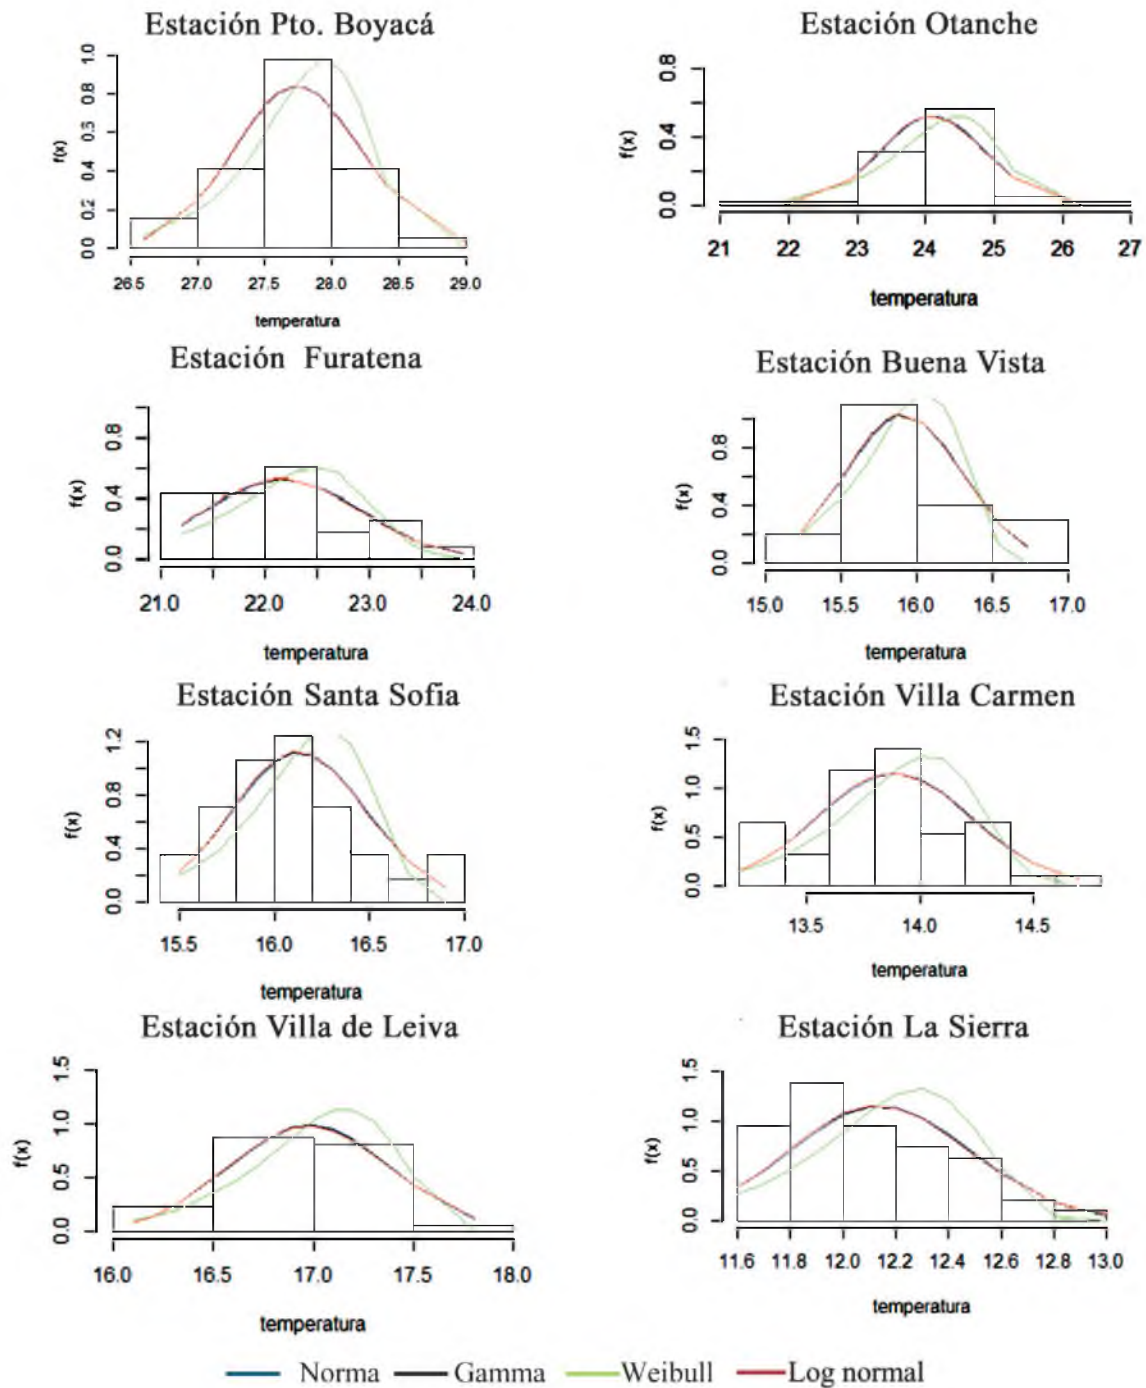 Estación Pto. Boyacá
f(x)
1.0
0.8
0.6
0.4
0.2
0.0
26.5 27.0 27.5 28.0 28.5 29.0
temperatura
Estación Otanche
f(x)
0.8
0.4
0.0
21 22 23 24 25 26 27
temperatura
Estación Furatena
f(x)
0.8
0.4
0.0
21.0 22.0 23.0 24.0
temperatura
Estación Buena Vista
f(x)
0.8
0.4
0.0
15.0 15.5 16.0 16.5 17.0
temperatura
Estación Santa Sofia
f(x)
1.2
0.8
0.4
0.0
15.5 16.0 16.5 17.0
temperatura
Estación Villa Carmen
f(x)
1.5
1.0
0.5
0.0
13.5 14.0 14.5
temperatura
Estación Villa de Leiva
f(x)
1.5
1.0
0.5
0.0
16.0 16.5 17.0 17.5 18.0
temperatura
Estación La Sierra
f(x)
1.5
1.0
0.5
0.0
11.6 11.8 12.0 12.2 12.4 12.6 12.8 13.0
temperatura
Norma Gamma Weibull Log normal